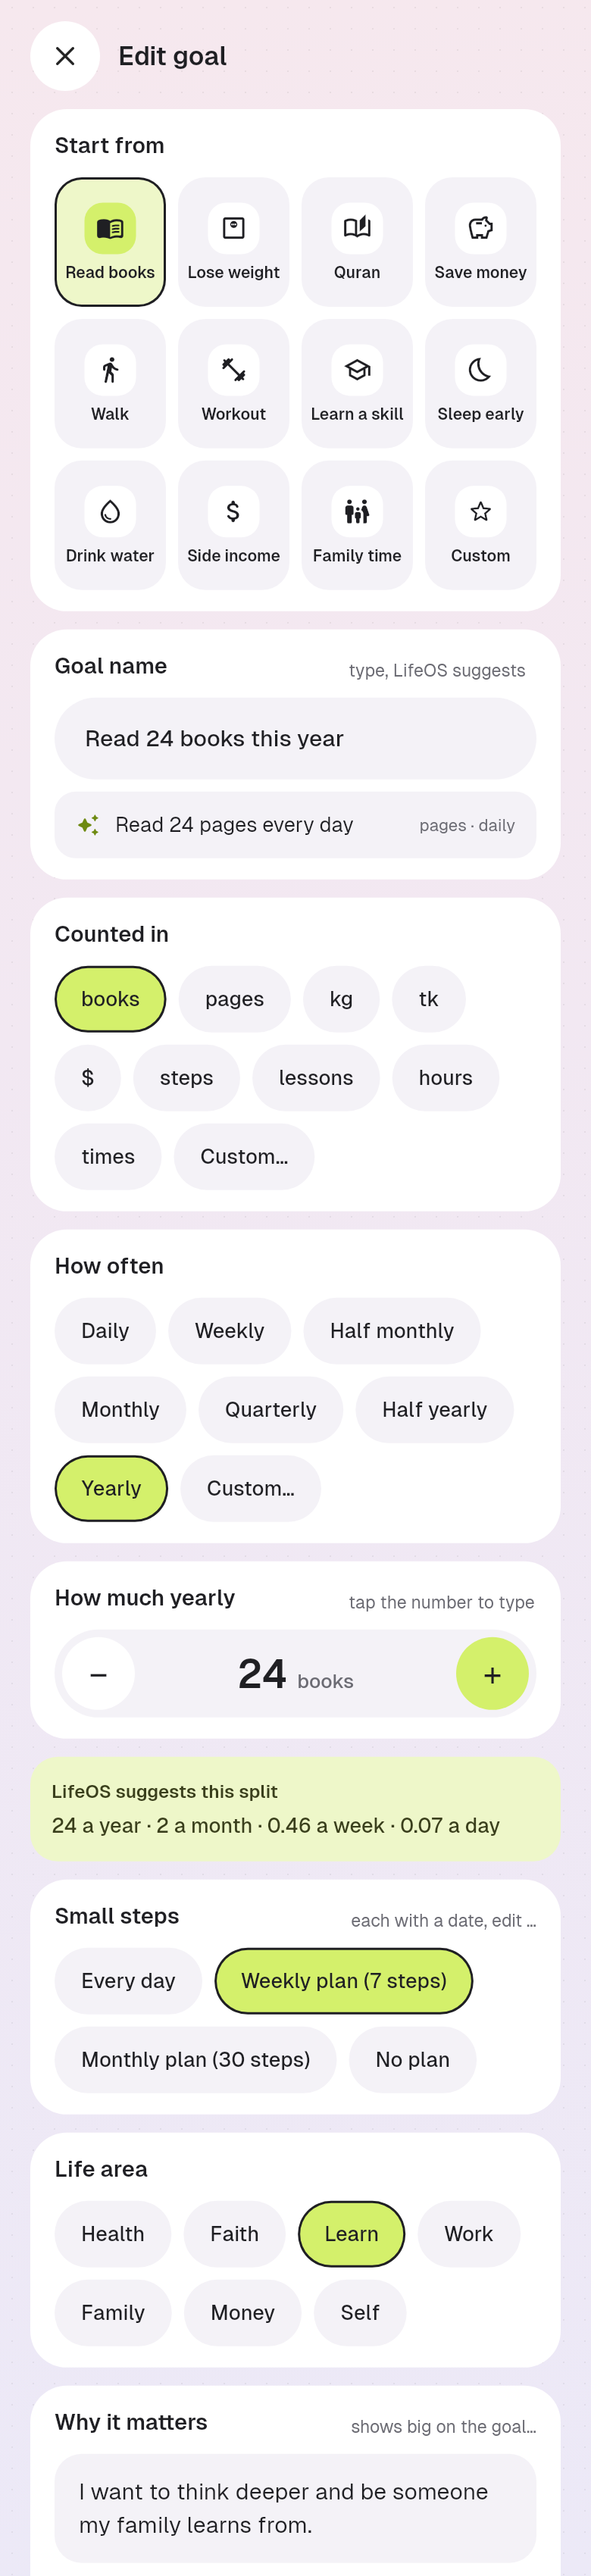 Edit goal
Start from
Read books
Lose weight
Quran
Save money
Walk
Workout
Learn a skill
Sleep early
Drink water
Side income
Family time
Custom
Goal name
type, LifeOS suggests
Read 24 books this year
Read 24 pages every day
pages · daily
Counted in
books
pages
kg
tk
$
steps
lessons
hours
times
Custom...
How often
Daily
Weekly
Half monthly
Monthly
Quarterly
Half yearly
Yearly
Custom...
How much yearly
tap the number to type
−
24 books
+
LifeOS suggests this split
24 a year · 2 a month · 0.46 a week · 0.07 a day
Small steps
each with a date, edit ...
Every day
Weekly plan (7 steps)
Monthly plan (30 steps)
No plan
Life area
Health
Faith
Learn
Work
Family
Money
Self
Why it matters
shows big on the goal...
I want to think deeper and be someone
my family learns from.